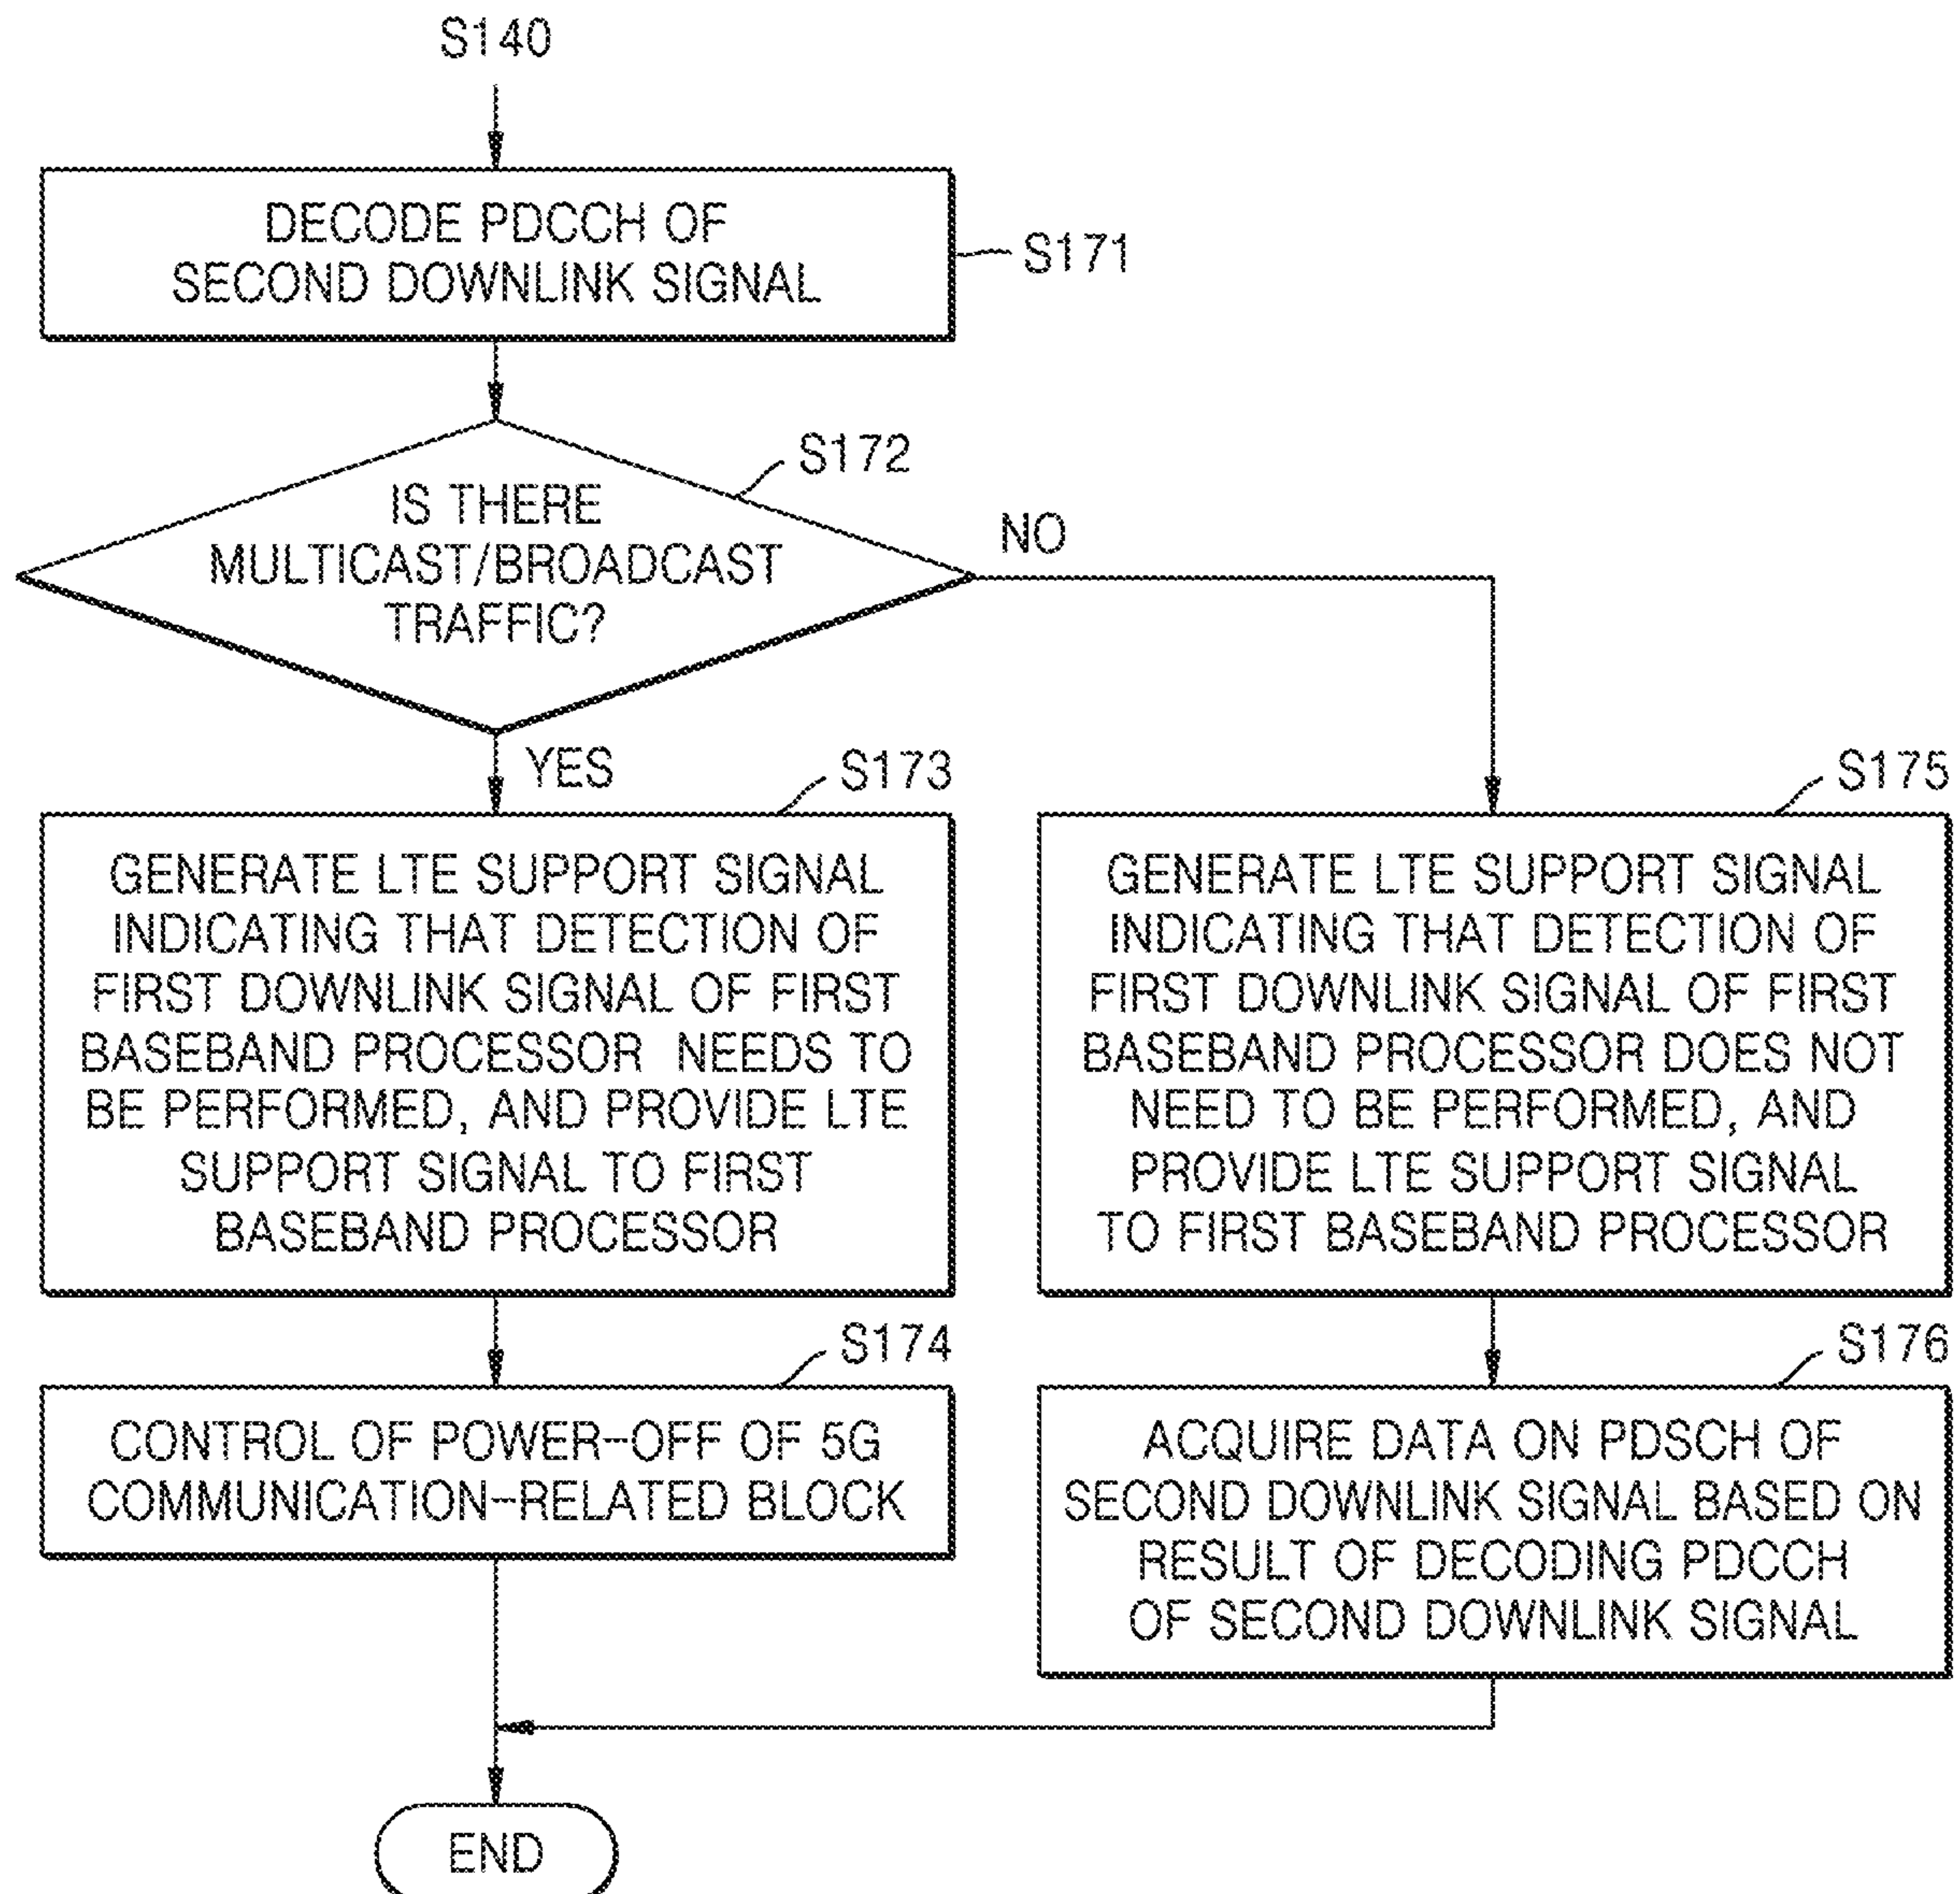 S140
DECODE PDCCH OF
SECOND DOWNLINK SIGNAL
S171
S172
IS THERE
MULTICAST/BROADCAST
TRAFFIC?
NO
YES
S173
GENERATE LTE SUPPORT SIGNAL
INDICATING THAT DETECTION OF
FIRST DOWNLINK SIGNAL OF FIRST
BASEBAND PROCESSOR NEEDS TO
BE PERFORMED, AND PROVIDE LTE
SUPPORT SIGNAL TO FIRST
BASEBAND PROCESSOR
S175
GENERATE LTE SUPPORT SIGNAL
INDICATING THAT DETECTION OF
FIRST DOWNLINK SIGNAL OF FIRST
BASEBAND PROCESSOR DOES NOT
NEED TO BE PERFORMED, AND
PROVIDE LTE SUPPORT SIGNAL
TO FIRST BASEBAND PROCESSOR
S174
CONTROL OF POWER-OFF OF 5G
COMMUNICATION-RELATED BLOCK
S176
ACQUIRE DATA ON PDSCH OF
SECOND DOWNLINK SIGNAL BASED ON
RESULT OF DECODING PDCCH
OF SECOND DOWNLINK SIGNAL
END